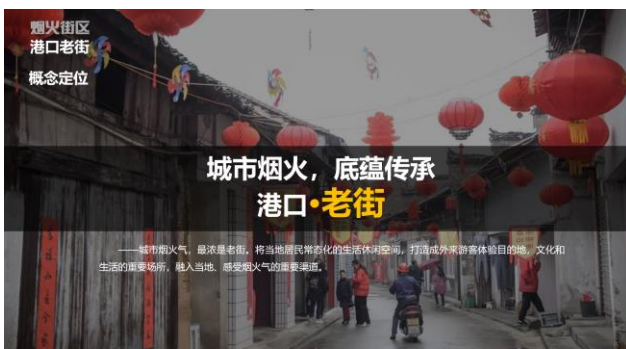 烟火街区
港口老街
概念定位
城市烟火，底蕴传承
港口•老街
——城市烟火气，最浓是老街。将当地居民常态化的生活休闲空间，打造成外来游客体验目的地，文化和
生活的重要场所，融入当地、感受烟火气的重要渠道。